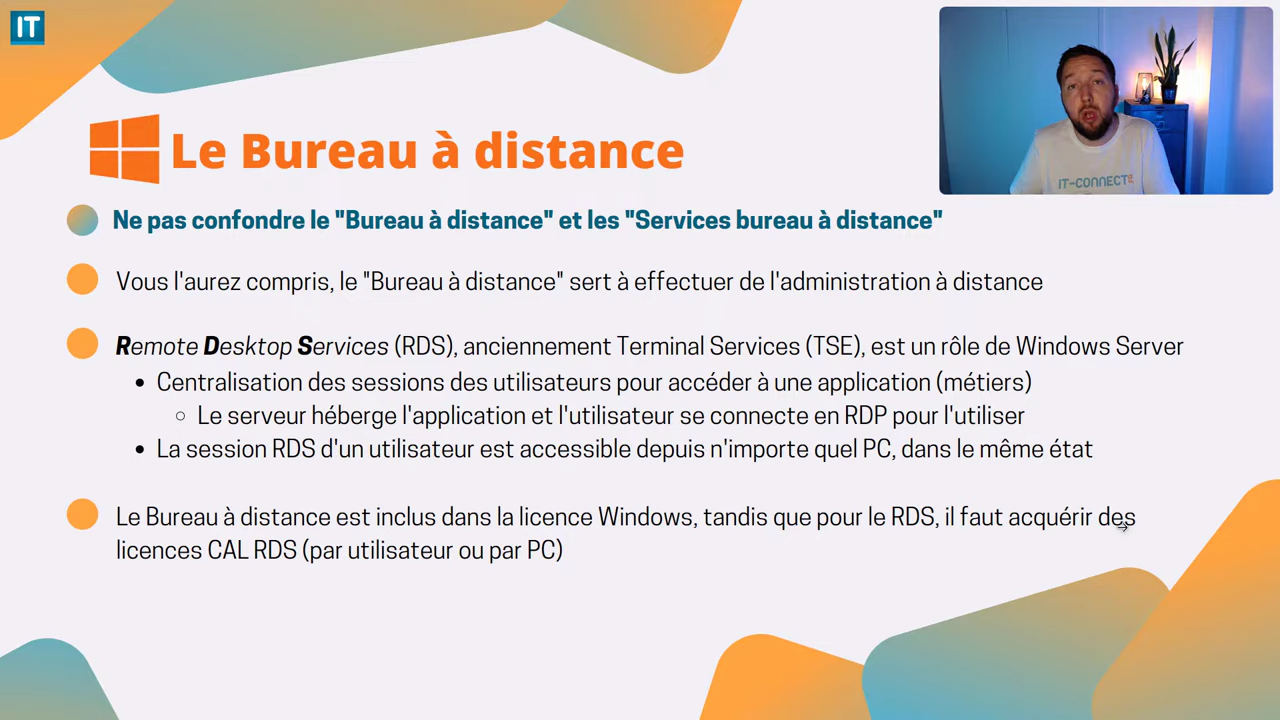 IT
Le Bureau à distance
IT-CONNECT
Ne pas confondre le "Bureau à distance" et les "Services bureau à distance"
Vous l'aurez compris, le "Bureau à distance" sert à effectuer de l'administration à distance
Remote Desktop Services (RDS), anciennement Terminal Services (TSE), est un rôle de Windows Server
Centralisation des sessions des utilisateurs pour accéder à une application (métiers)
Le serveur héberge l'application et l'utilisateur se connecte en RDP pour l'utiliser
La session RDS d'un utilisateur est accessible depuis n'importe quel PC, dans le même état
Le Bureau à distance est inclus dans la licence Windows, tandis que pour le RDS, il faut acquérir des
licences CAL RDS (par utilisateur ou par PC)